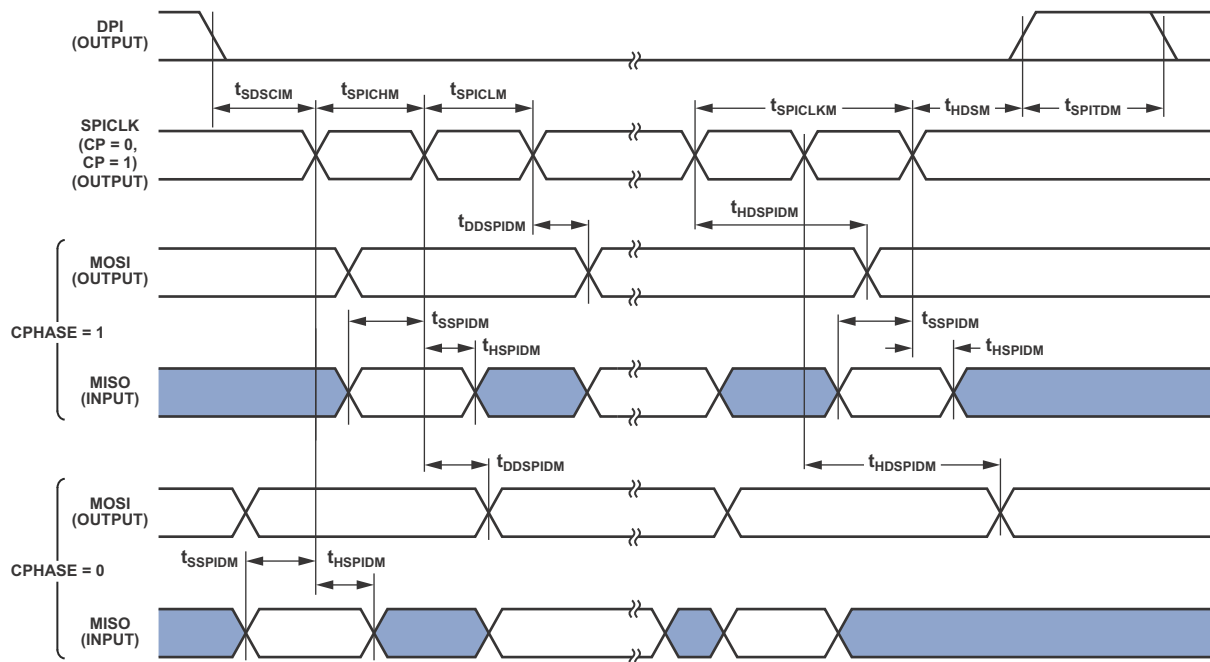 DPI
(OUTPUT)
tSDSCIM
tSPICHM
tSPICLM
tSPICLKM
tHDSM
tSPITDM
SPICLK
(CP = 0,
CP = 1)
(OUTPUT)
tDDSPIDM
tHDSPIDM
MOSI
(OUTPUT)
CPHASE = 1
tSSPIDM
tSSPIDM
tHSPIDM
tHSPIDM
MISO
(INPUT)
tDDSPIDM
tHDSPIDM
MOSI
(OUTPUT)
tSSPIDM
tHSPIDM
CPHASE = 0
MISO
(INPUT)